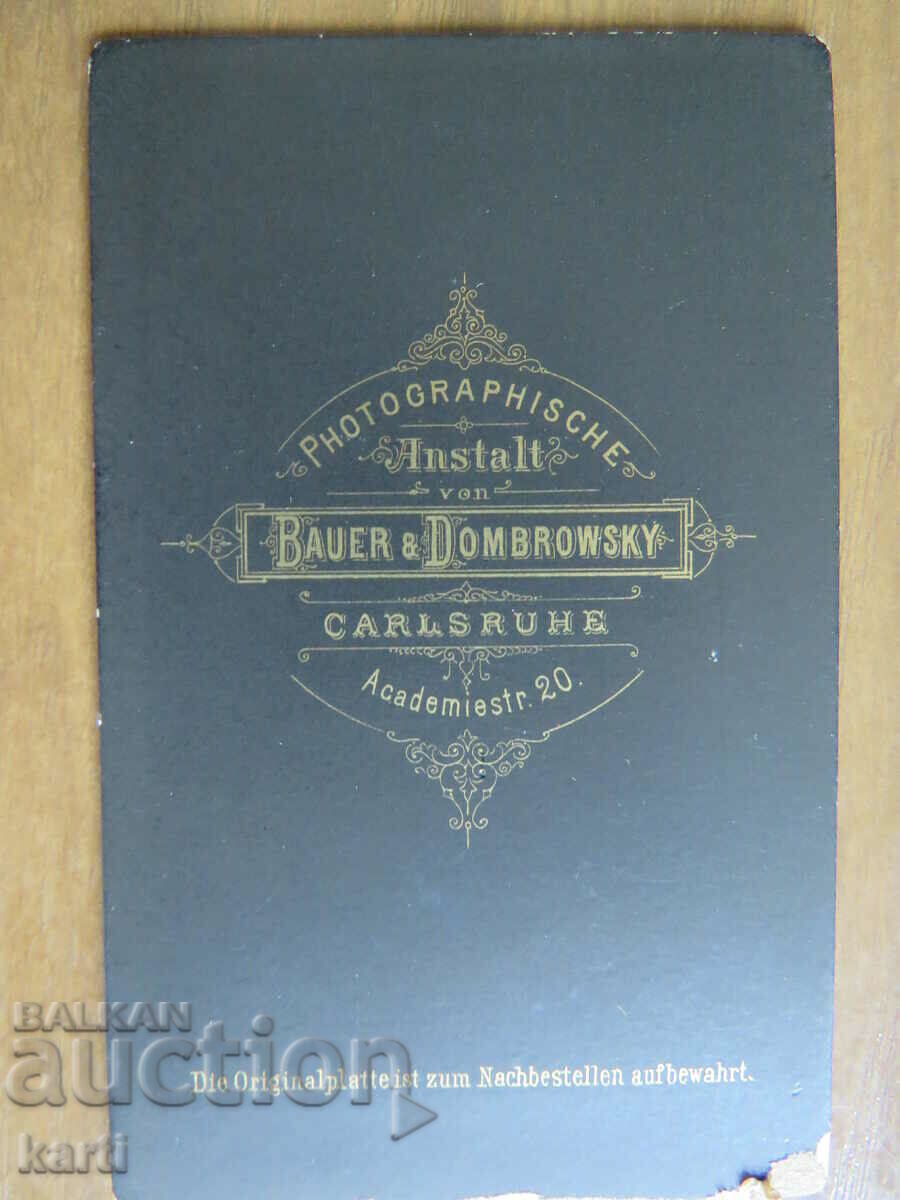 PHOTOGRAPHISCHE
Anstalt
von
BAUER & DOMBROWSKY
CARLSRUHE
Academiestr. 20.
Die Originalplatte ist zum Nachbestellen aufbewahrt.
BALKAN
auction
karti